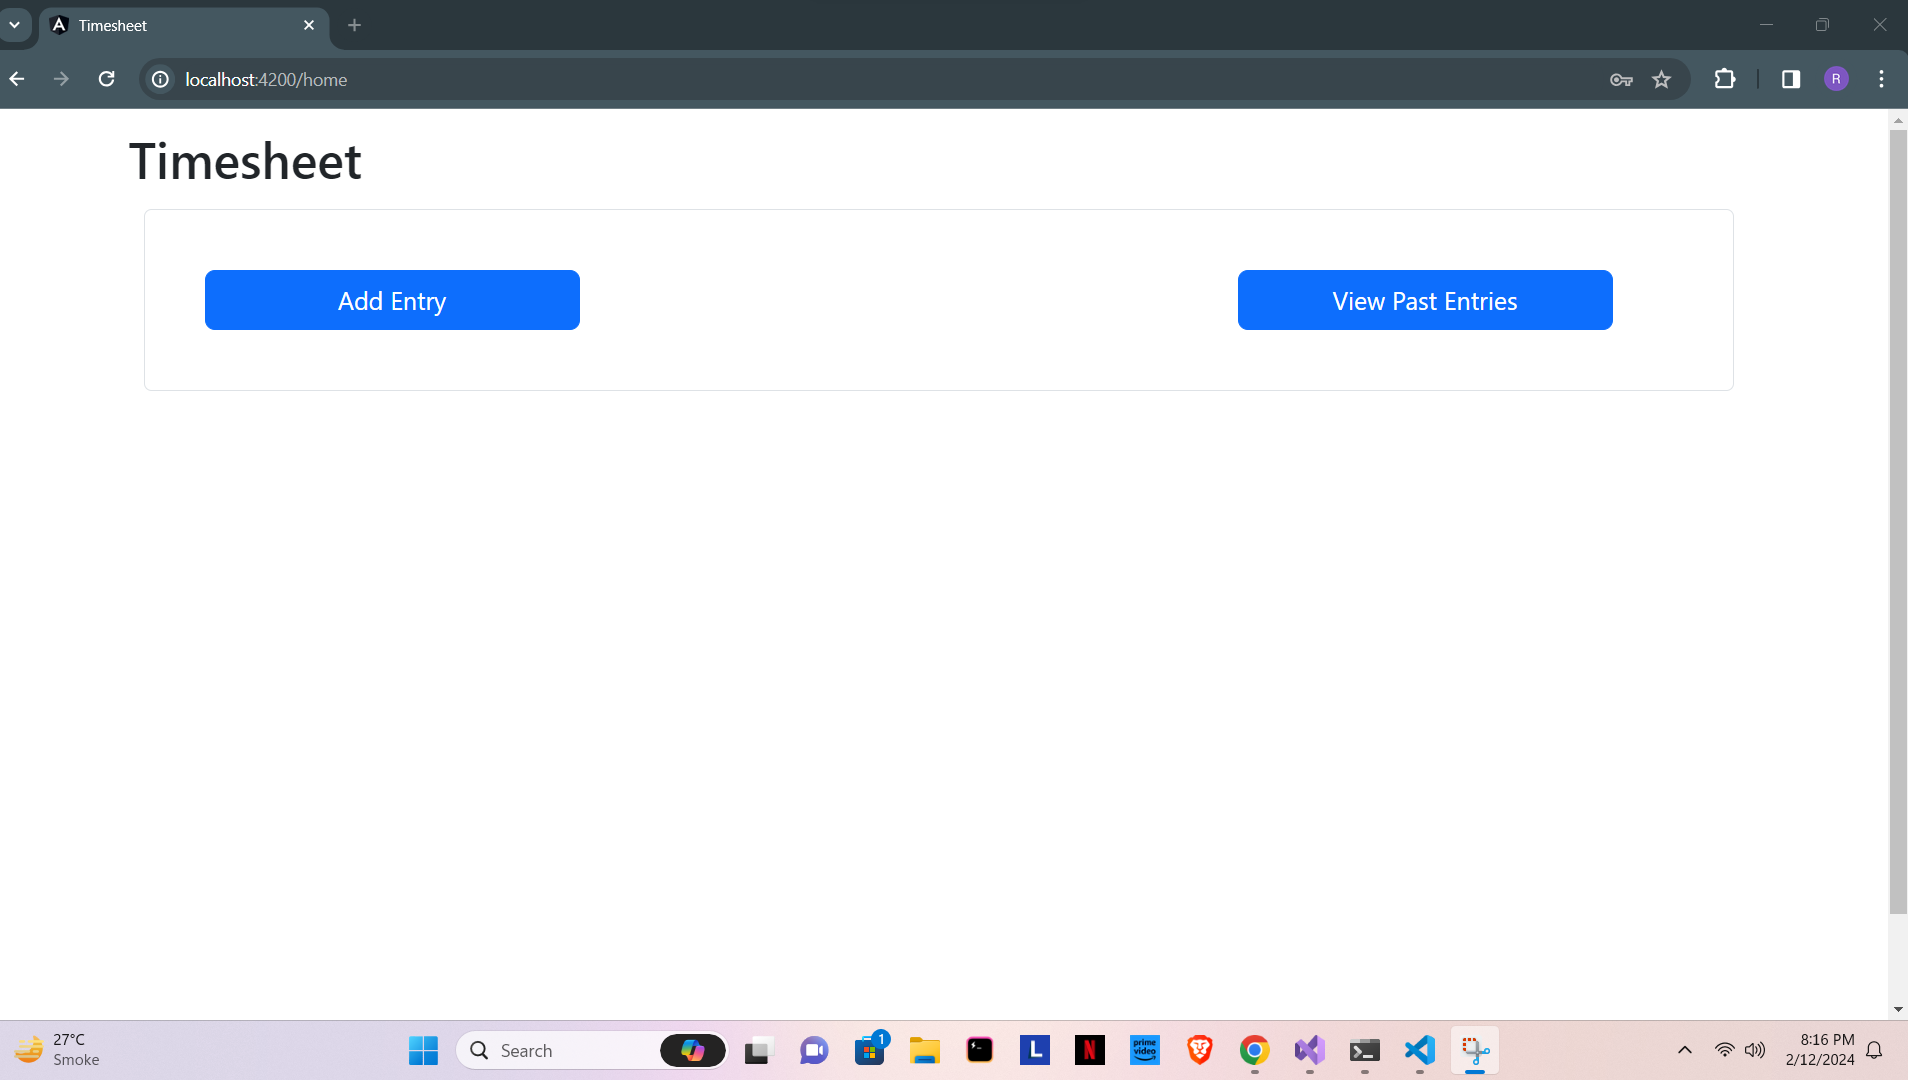 Timesheet
localhost:4200/home
R
Timesheet
Add Entry
View Past Entries
27°C
Smoke
Search
1
L
N
prime
video
8:16 PM
2/12/2024